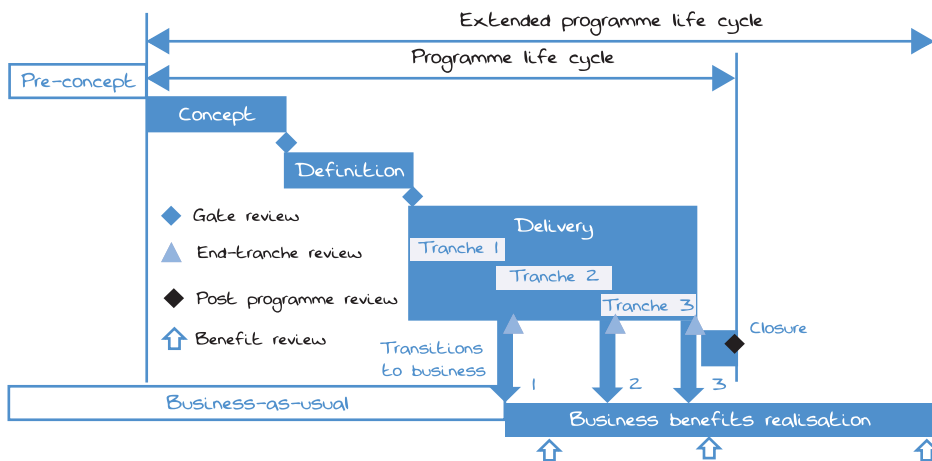 Extended programme life cycle
Programme life cycle
Pre-concept
Concept
Definition
Gate review
End-tranche review
Post programme review
Benefit review
Delivery
Tranche 1
Tranche 2
Tranche 3
Closure
Transitions
to business
1
2
3
Business-as-usual
Business benefits realisation